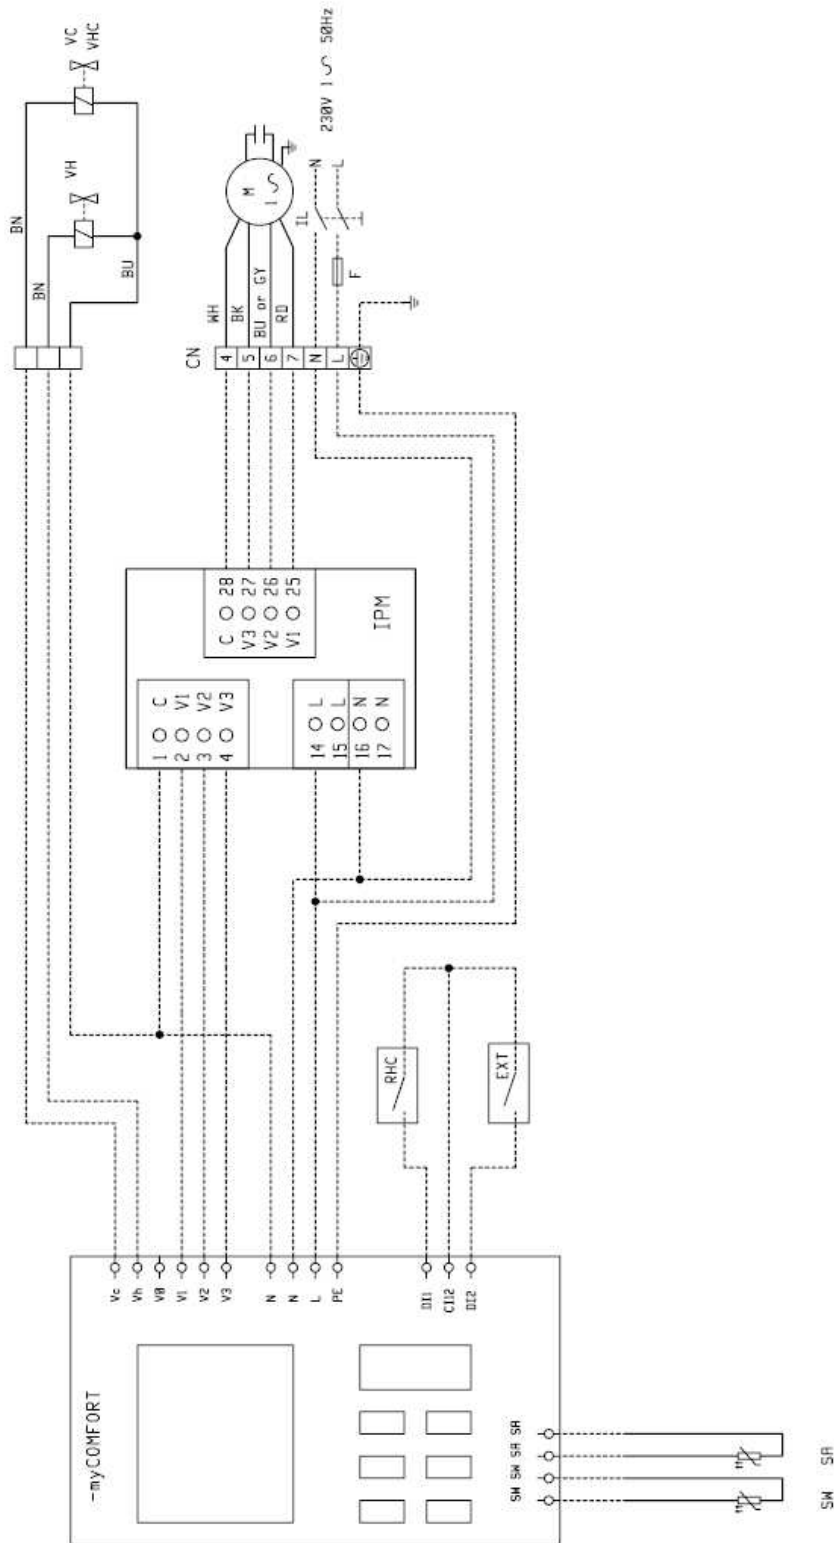 VC
VHC
VH
BN
BN
BU
230V 1 50Hz
M
1
N
L
IL
F
WH
BK
BU or GY
RD
CN
4
5
6
7
N
L
C 28
V3 27
V2 26
V1 25
IPM
1 C
2 V1
3 V2
4 V3
14 L
15 L
16 N
17 N
RHC
EXT
Vc
Vh
V0
V1
V2
V3
N
N
L
PE
DI1
CI12
DI2
-myCOMFORT
SW SW SA SA
SW SA